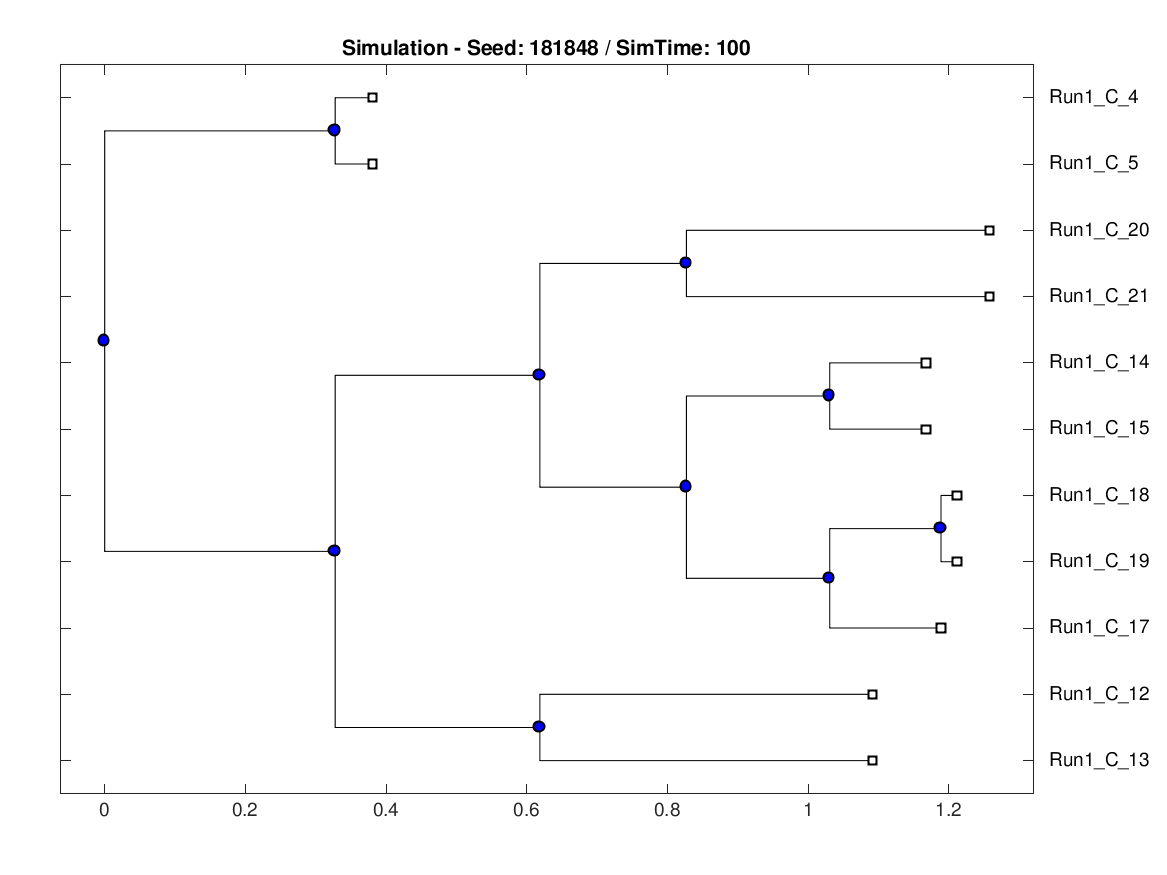 Simulation - Seed: 181848 / SimTime: 100
Run1_C_4
Run1_C_5
Run1_C_20
Run1_C_21
Run1_C_14
Run1_C_15
Run1_C_18
Run1_C_19
Run1_C_17
Run1_C_12
Run1_C_13
0 0.2 0.4 0.6 0.8 1 1.2